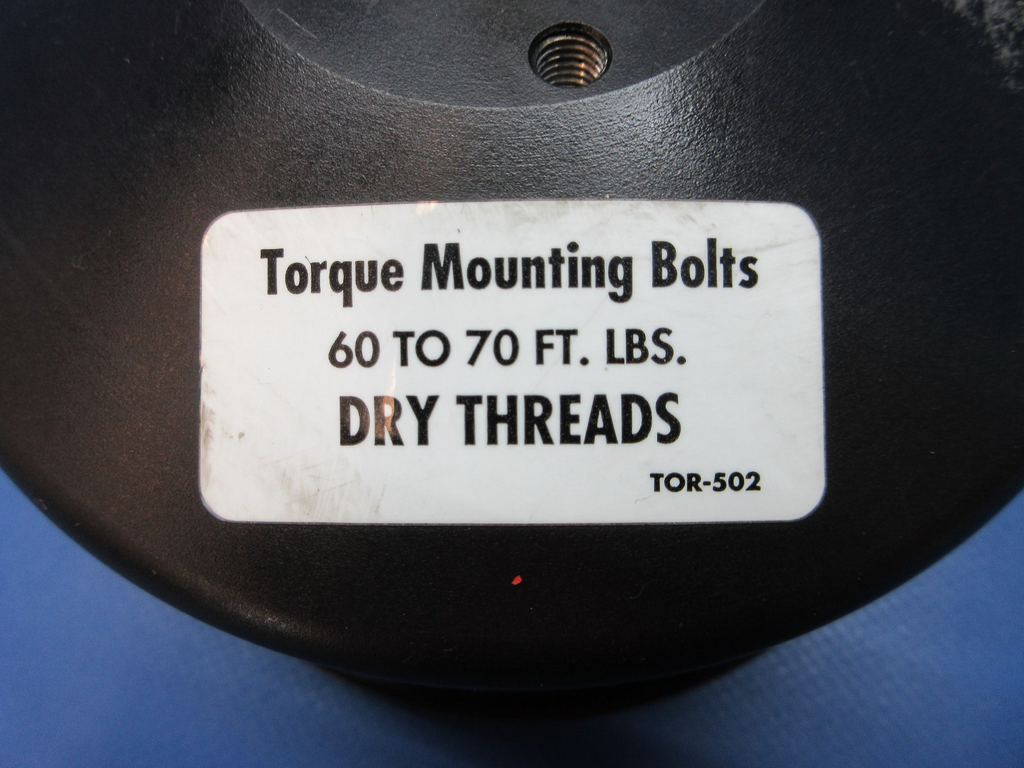 Torque Mounting Bolts
60 TO 70 FT. LBS.
DRY THREADS
TOR-502